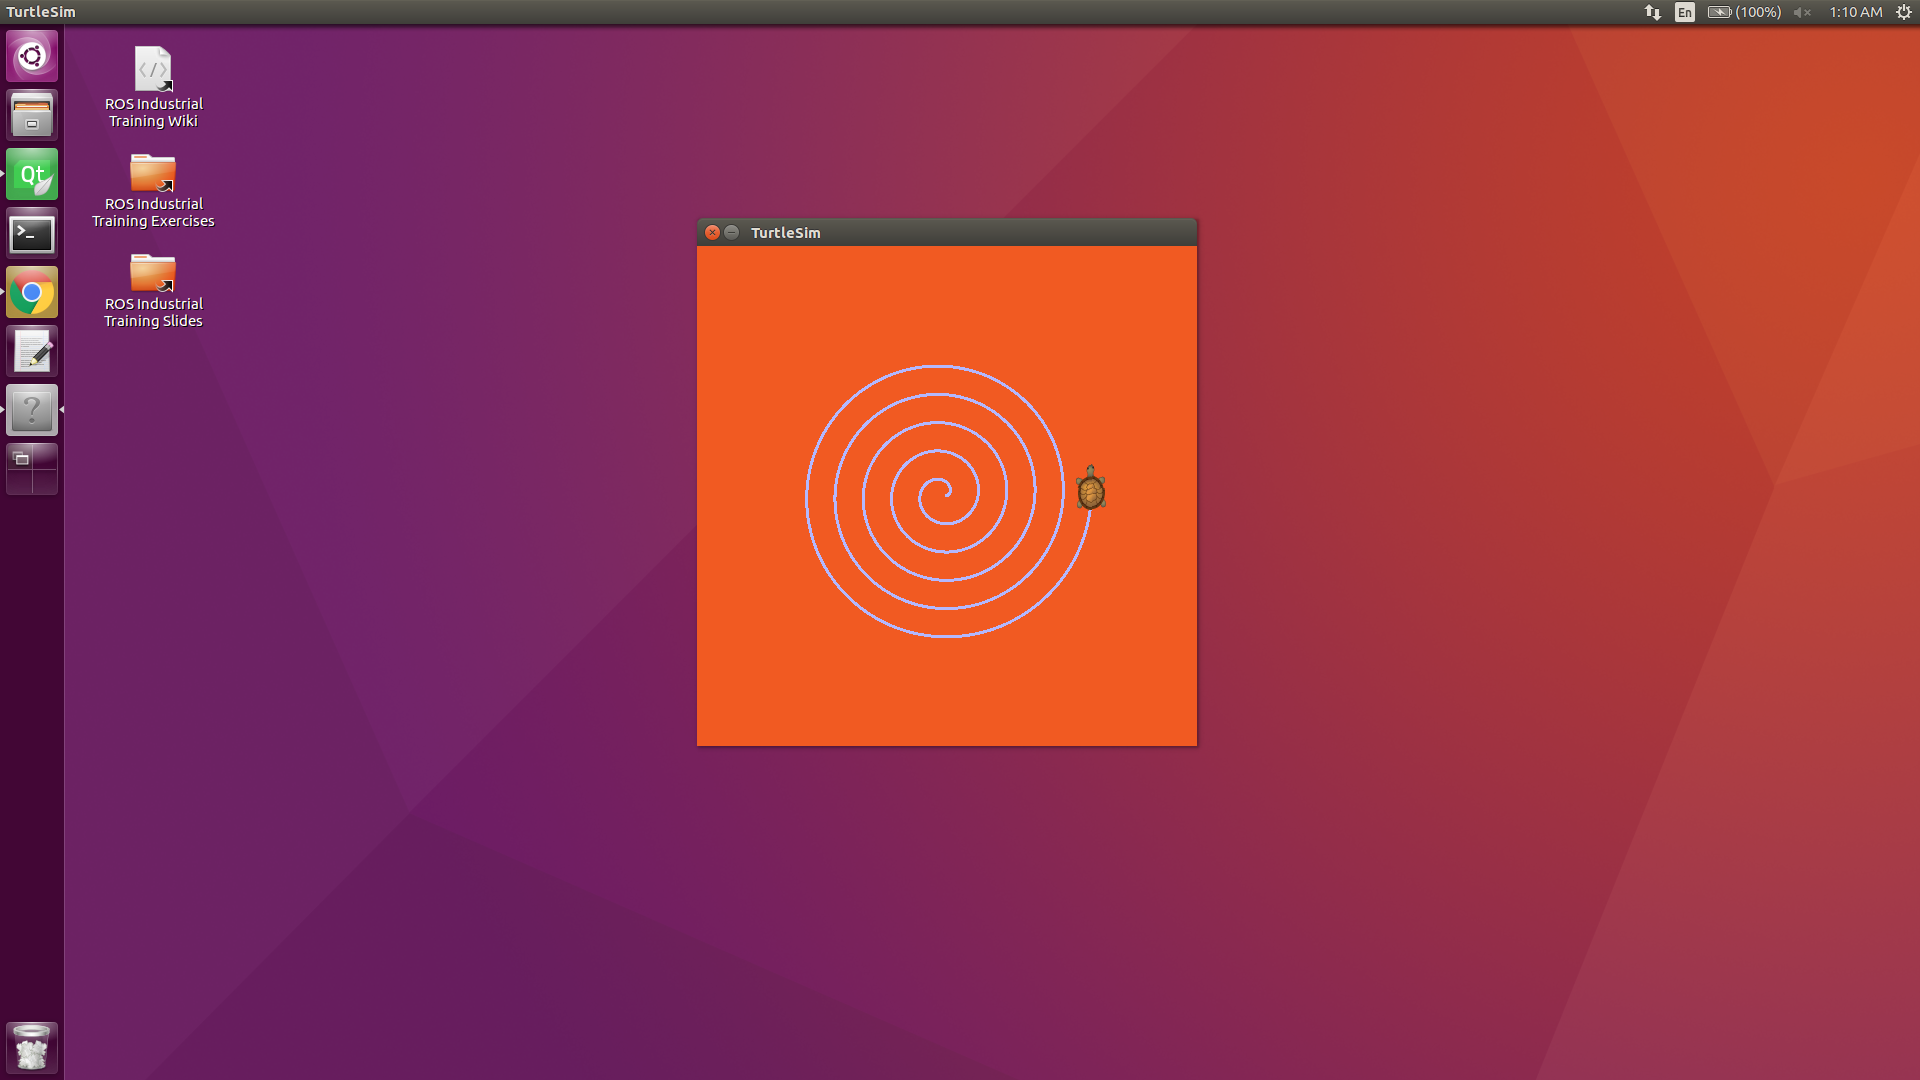 TurtleSim
En
(100%)
1:10 AM
ROS Industrial
Training Wiki
Qt
ROS Industrial
Training Exercises
ROS Industrial
Training Slides
TurtleSim